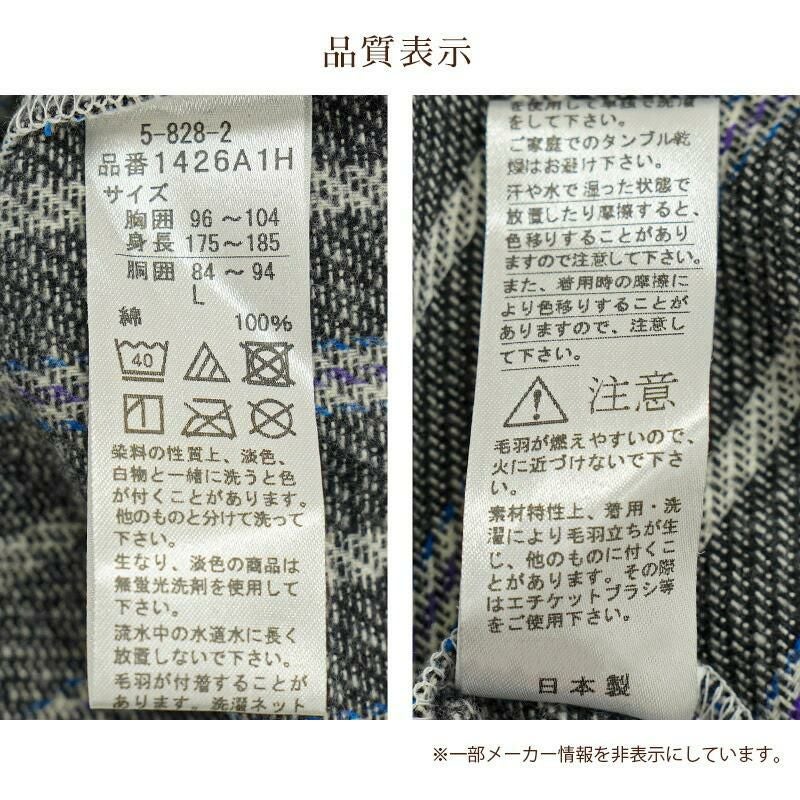 品質表示
5-828-2
品番1426A1H
サイズ
胸囲 96～104
身長 175～185
胴囲 84～94
L
綿 100%
40
染料の性質上、淡色、
白物と一緒に洗うと色
が付くことがあります。
他のものと分けて洗って
下さい。
生なり、淡色の商品は
無蛍光洗剤を使用して
下さい。
流水中の水道水に長く
放置しないで下さい。
毛羽が付着することが
あります。洗濯ネット
を使用して単独で洗濯
をして下さい。
ご家庭でのタンブル乾
燥はお避け下さい。
汗や水で湿った状態で
放置したり摩擦すると、
色移りすることがあり
ますので注意して下さい。
また、着用時の摩擦に
より色移りすることが
ありますので、注意し
て下さい。
注意
毛羽が燃えやすいので、
火に近づけないで下さ
い。
素材特性上、着用・洗
濯により毛羽立ちが生
じ、他のものに付くこ
とがあります。その際
はエチケットブラシ等
をご使用下さい。
日本製
※一部メーカー情報を非表示にしています。